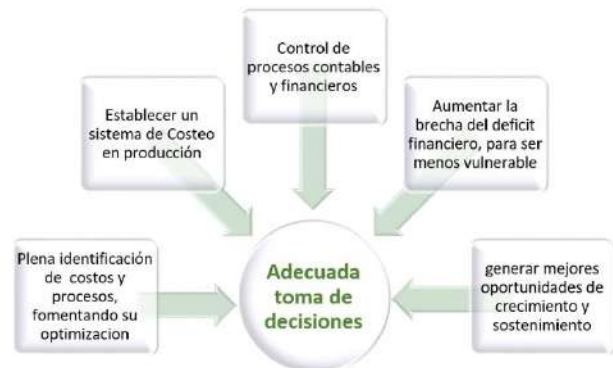 Control de
procesos contables
y financieros
Establecer un
sistema de Costeo
en producción
Aumentar la
brecha del deficit
financiero, para ser
menos vulnerable
Plena identificación
de costos y
procesos,
fomentando su
optimizacion
Adecuada
toma de
decisiones
generar mejores
oportunidades de
crecimiento y
sostenimiento